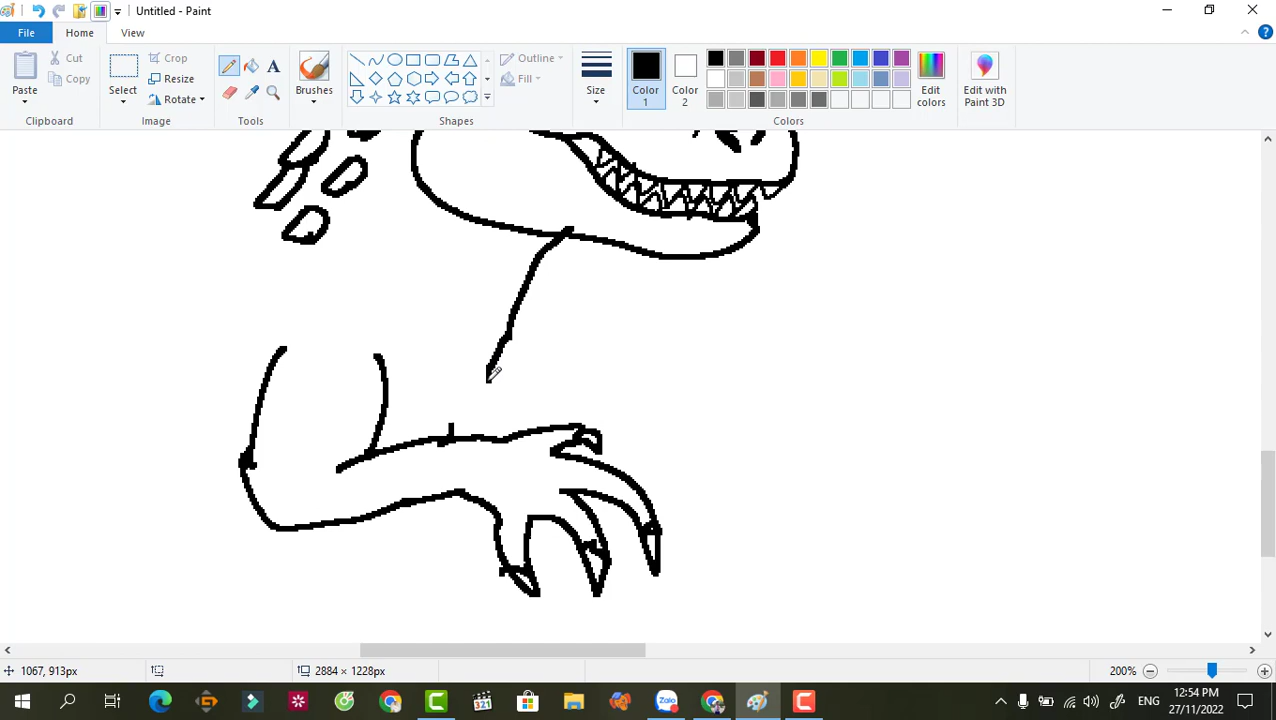 Untitled - Paint
File
Home
View
Paste
Cut
Copy
Clipboard
Select
Crop
Resize
Rotate
Image
A
Tools
Brushes
Outline
Fill
Shapes
Size
Color
1
Color
2
Edit
colors
Colors
Edit with
Paint 3D
1067, 913px
2884 × 1228px
200%
321
Zalo
C
C
ENG
12:54 PM
27/11/2022